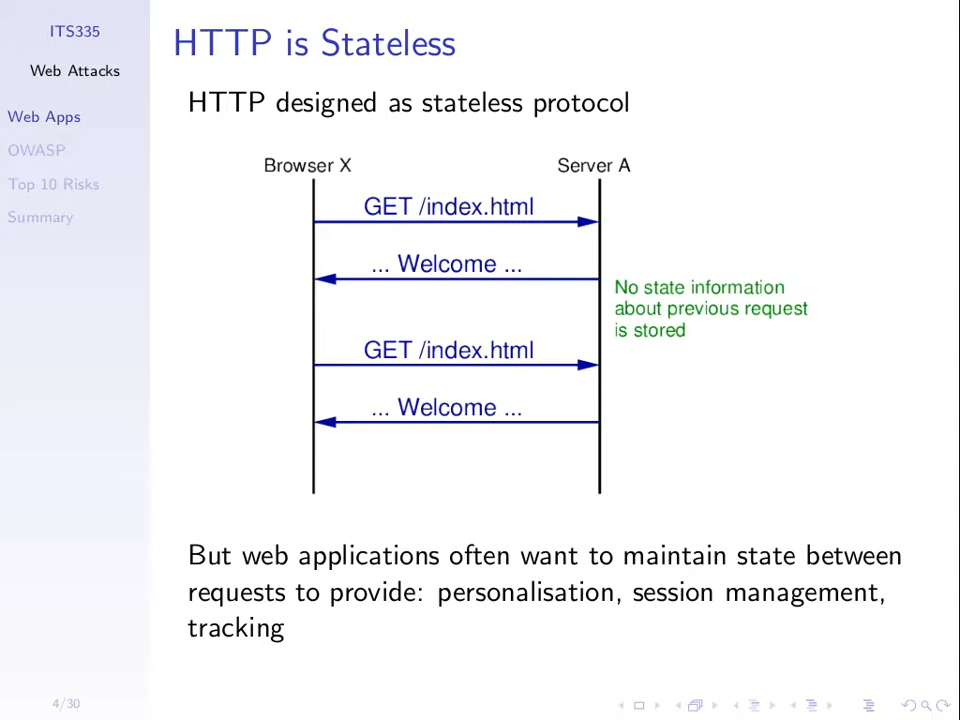 ITS335
Web Attacks
Web Apps
OWASP
Top 10 Risks
Summary
HTTP is Stateless
HTTP designed as stateless protocol
Browser X
Server A
GET /index.html
... Welcome ...
No state information
about previous request
is stored
GET /index.html
... Welcome ...
But web applications often want to maintain state between
requests to provide: personalisation, session management,
tracking
4/30